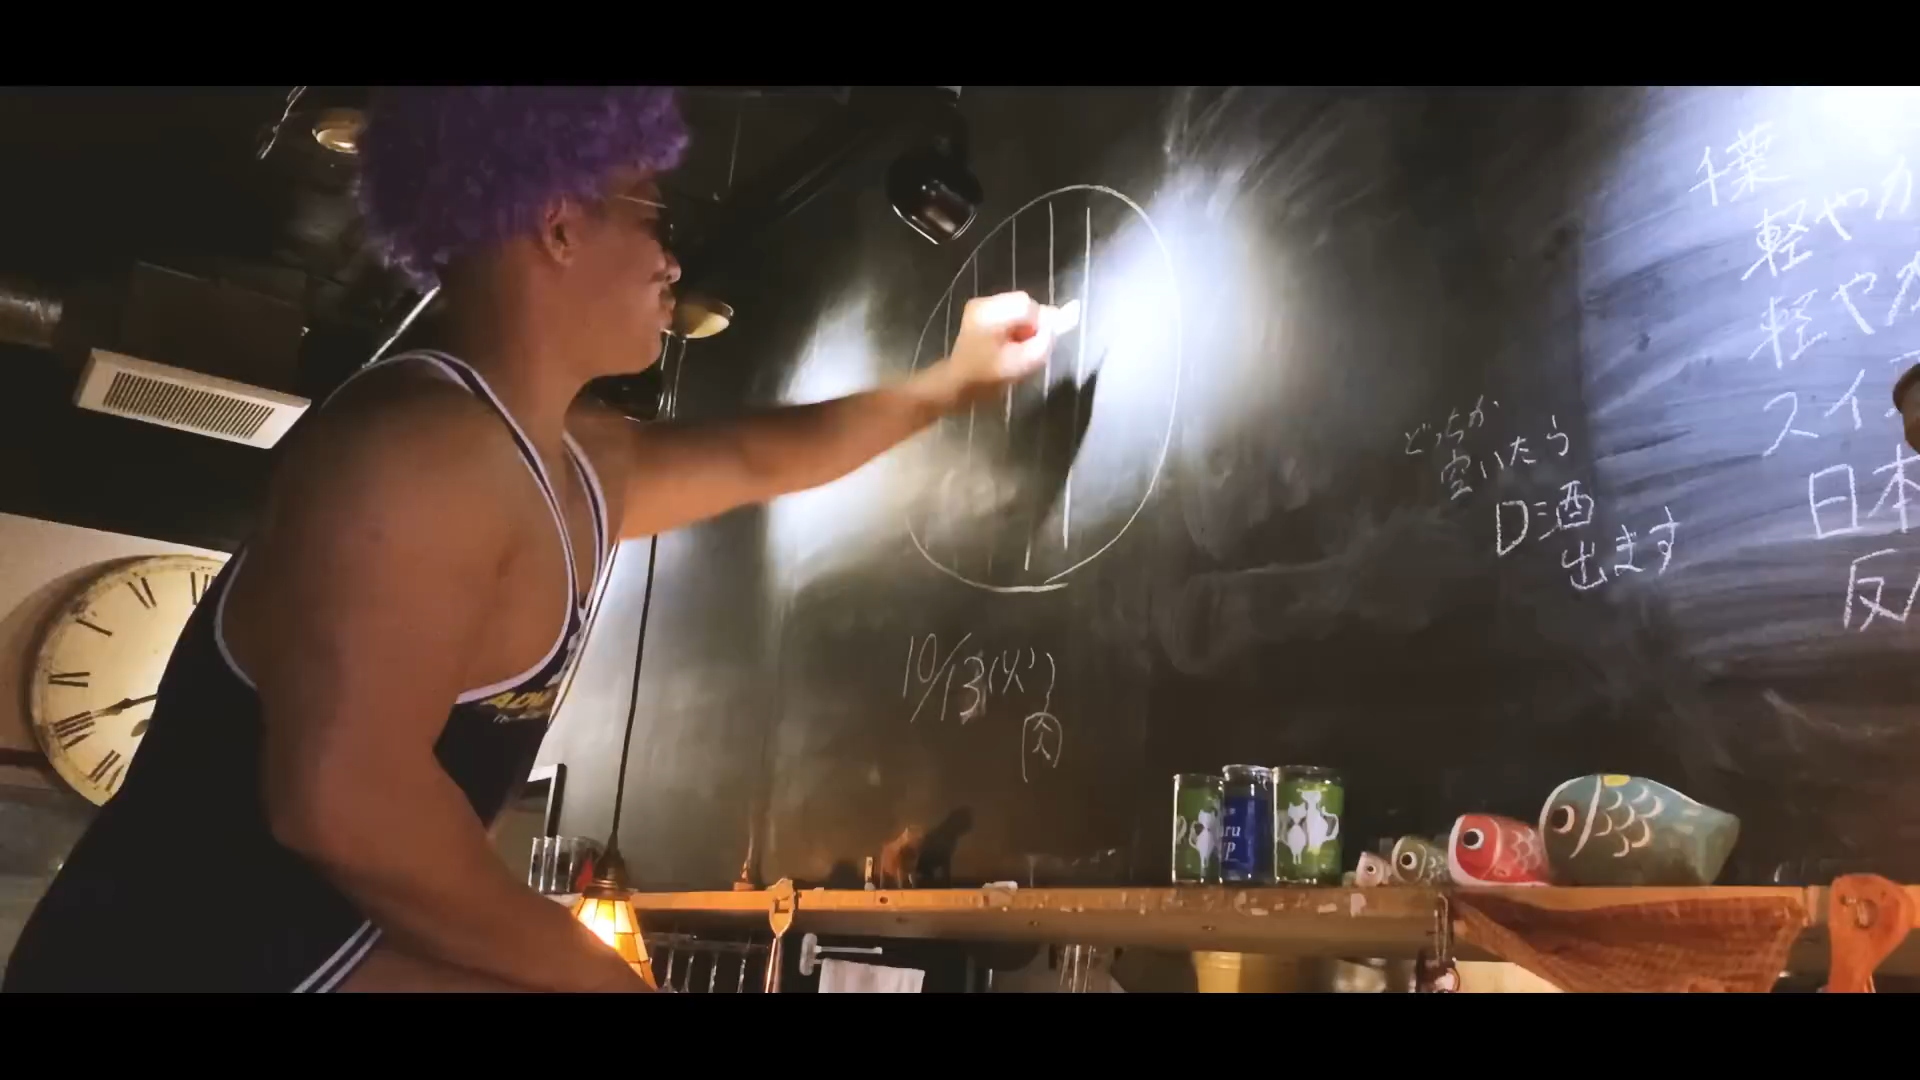 千葉
軽やか
軽やか
スイ
日本
反
どっちか
空いたら
D酒
出ます
10/13(火)
ADV